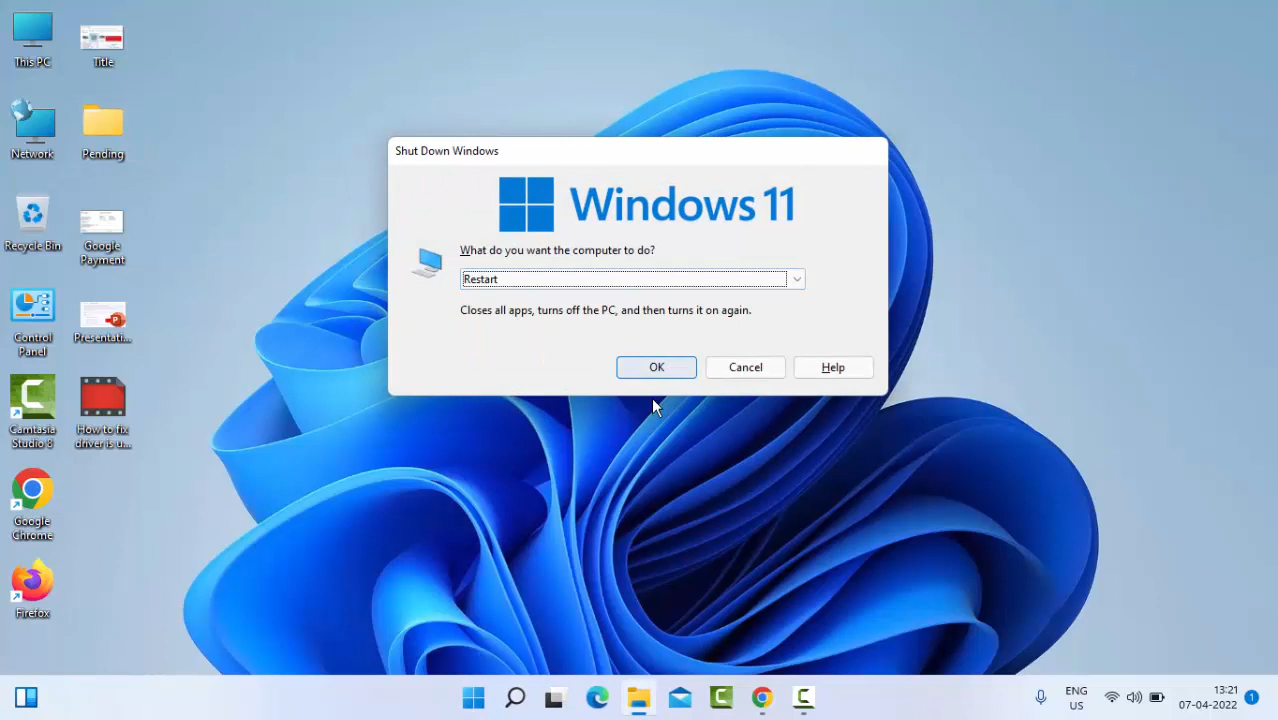 This PC
Title
Network
Pending
Recycle Bin
Google
Payment
Control
Panel
Presentati...
Camtasia
Studio 8
How to fix
driver is u...
Google
Chrome
Firefox
Shut Down Windows
Windows 11
What do you want the computer to do?
Restart
Closes all apps, turns off the PC, and then turns it on again.
OK
Cancel
Help
ENG
US
13:21
07-04-2022
1